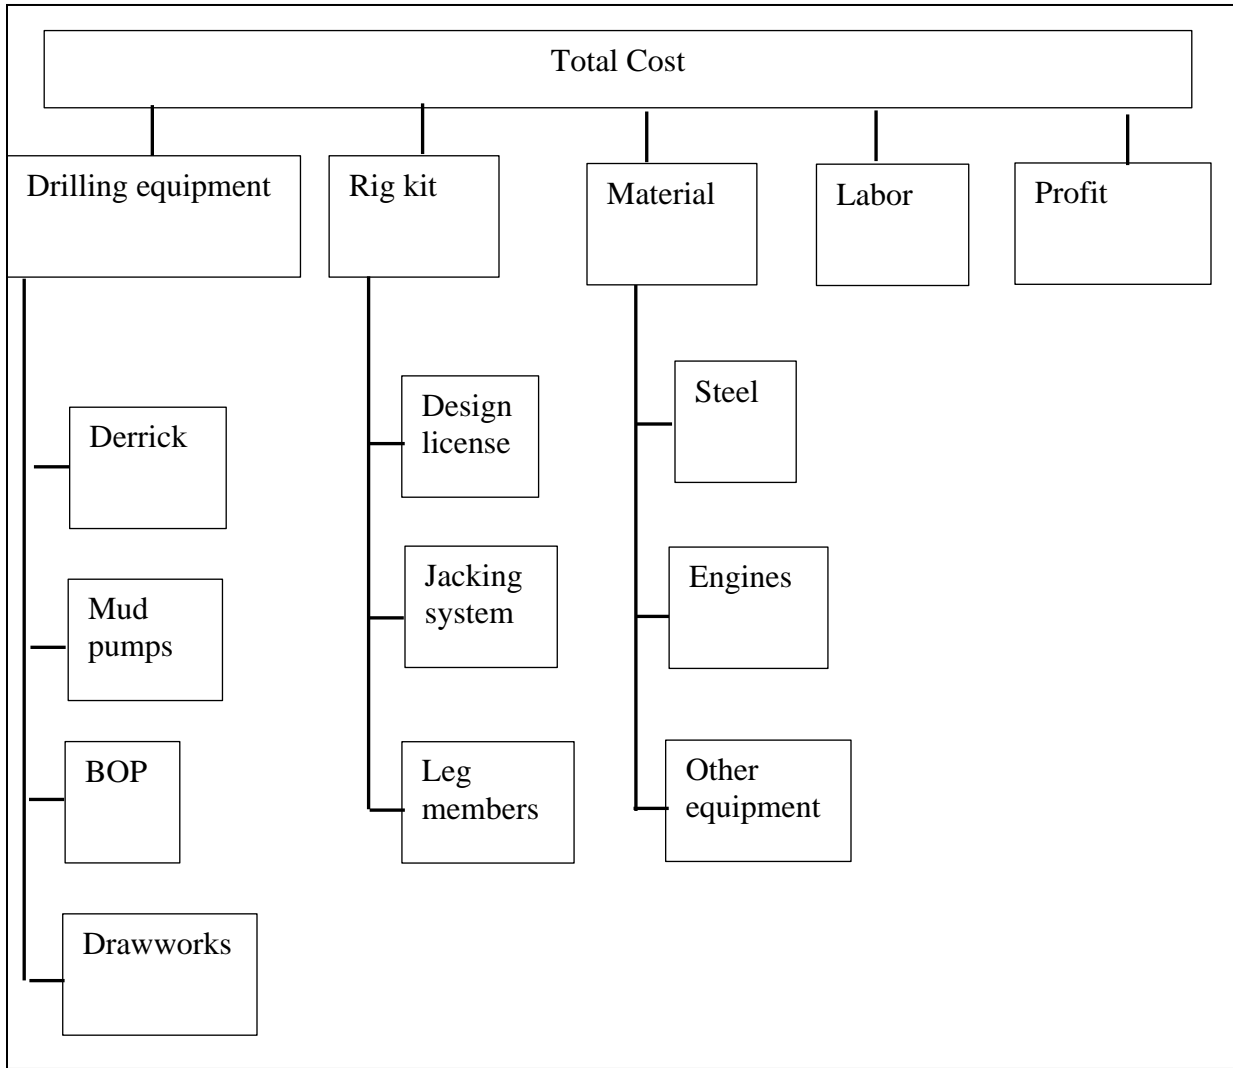 Total Cost
Drilling equipment
Rig kit
Material
Labor
Profit
Derrick
Mud
pumps
BOP
Drawworks
Design
license
Jacking
system
Leg
members
Steel
Engines
Other
equipment